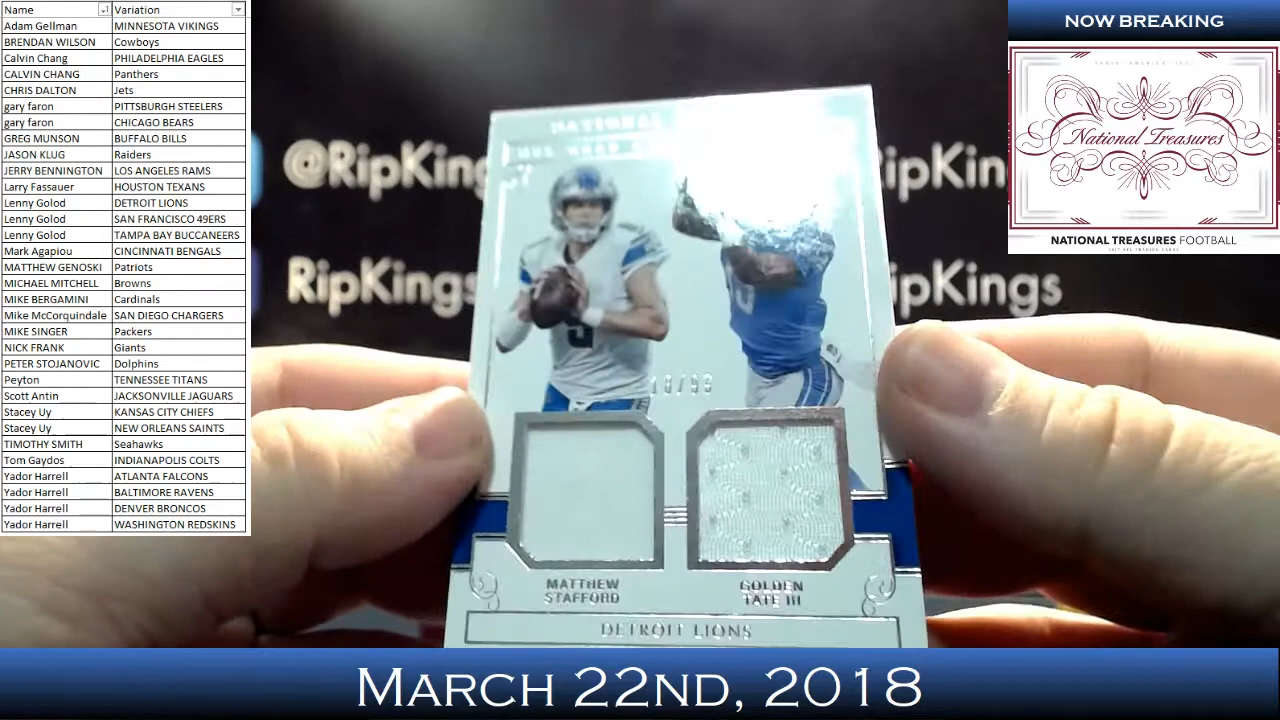 Name Variation
Adam Gellman MINNESOTA VIKINGS
BRENDAN WILSON Cowboys
Calvin Chang PHILADELPHIA EAGLES
CALVIN CHANG Panthers
CHRIS DALTON Jets
gary faron PITTSBURGH STEELERS
gary faron CHICAGO BEARS
GREG MUNSON BUFFALO BILLS
JASON KLUG Raiders
JERRY BENNINGTON LOS ANGELES RAMS
Larry Fassauer HOUSTON TEXANS
Lenny Golod DETROIT LIONS
Lenny Golod SAN FRANCISCO 49ERS
Lenny Golod TAMPA BAY BUCCANEERS
Mark Agapiou CINCINNATI BENGALS
MATTHEW GENOSKI Patriots
MICHAEL MITCHELL Browns
MIKE BERGAMINI Cardinals
Mike McCorquindale SAN DIEGO CHARGERS
MIKE SINGER Packers
NICK FRANK Giants
PETER STOJANOVIC Dolphins
Peyton TENNESSEE TITANS
Scott Antin JACKSONVILLE JAGUARS
Stacey Uy KANSAS CITY CHIEFS
Stacey Uy NEW ORLEANS SAINTS
TIMOTHY SMITH Seahawks
Tom Gaydos INDIANAPOLIS COLTS
Yador Harrell ATLANTA FALCONS
Yador Harrell BALTIMORE RAVENS
Yador Harrell DENVER BRONCOS
Yador Harrell WASHINGTON REDSKINS
NOW BREAKING
National Treasures
NATIONAL TREASURES FOOTBALL
@RipKings
RipKings
ipKings
NATIONAL
MATTHEW STAFFORD
GOLDEN TATE III
DETROIT LIONS
MARCH 22ND, 2018